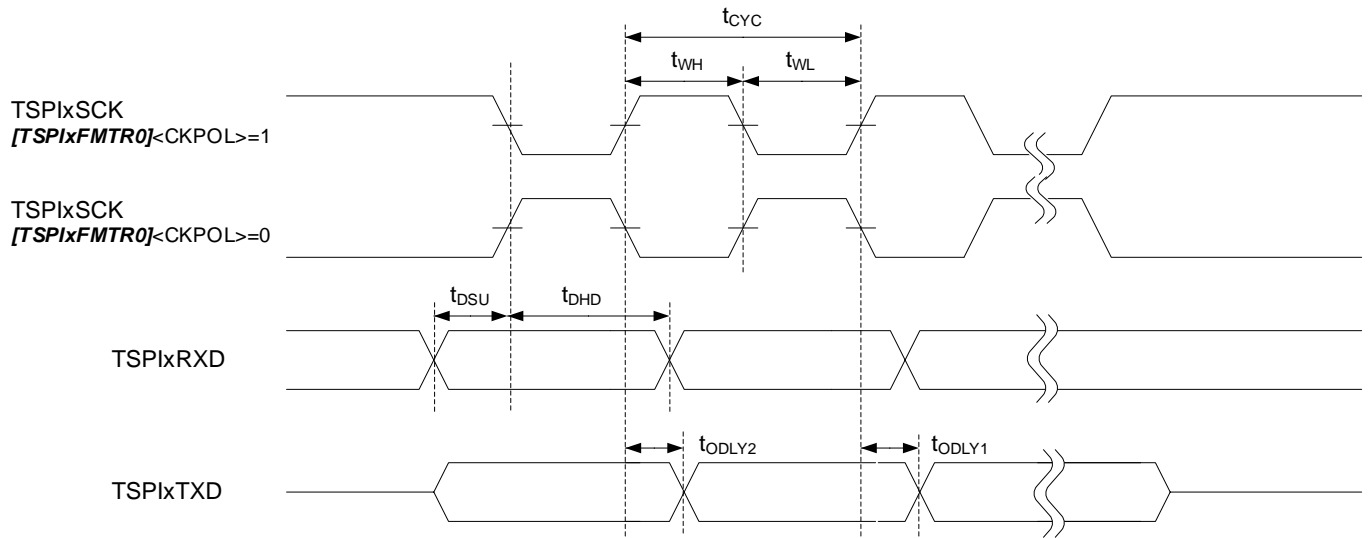 tCYC
tWH
tWL
TSPIxSCK
[TSPIxFMTR0]<CKPOL>=1
TSPIxSCK
[TSPIxFMTR0]<CKPOL>=0
tDSU
tDHD
TSPIxRXD
tODLY2
tODLY1
TSPIxTXD